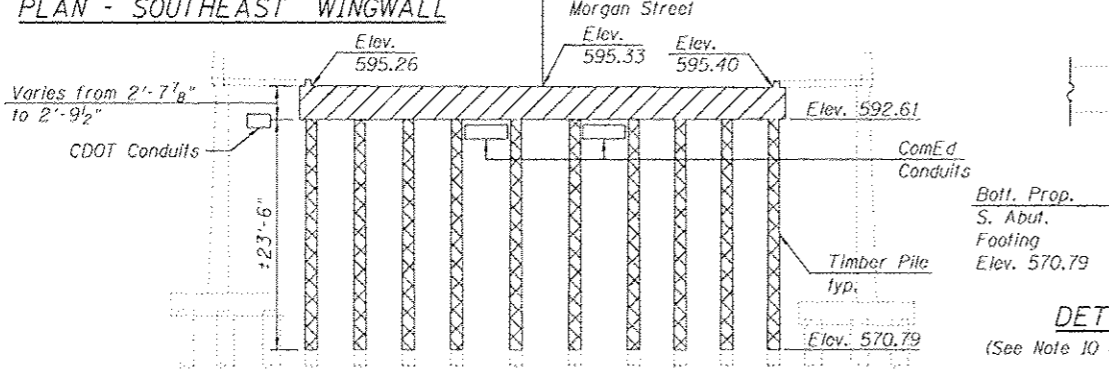 PLAN - SOUTHEAST WINGWALL
Morgan Street
Elev.
595.26
Elev.
595.33
Elev.
595.40
Varies from 2'-7⅞"
to 2'-9½"
Elev. 592.61
CDOT Conduits
ComEd
Conduits
±23'-6"
Bott. Prop.
S. Abut.
Footing
Elev. 570.79
Timber Pile
typ.
Elev. 570.79
DET
(See Note 10